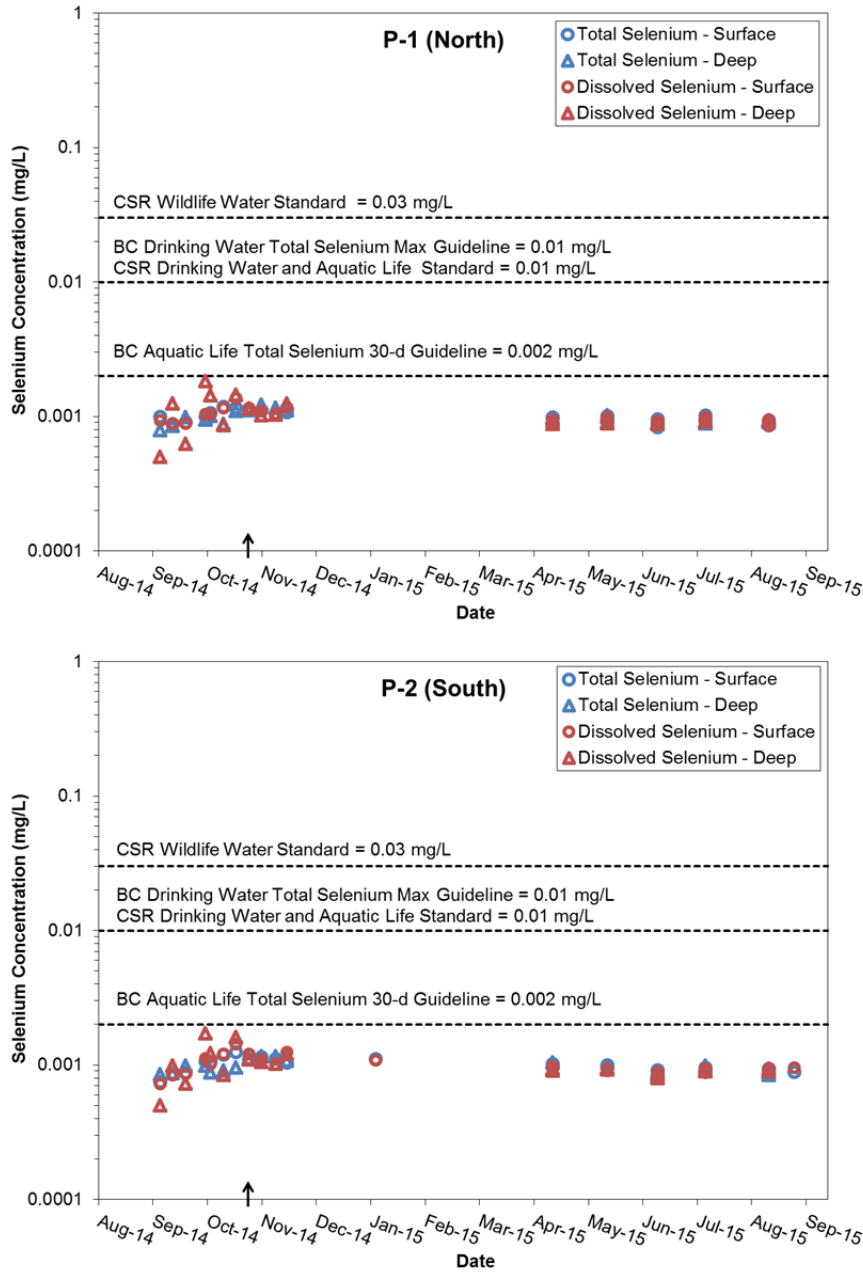 P-1 (North)
Total Selenium - Surface
Total Selenium - Deep
Dissolved Selenium - Surface
Dissolved Selenium - Deep
Selenium Concentration (mg/L)
1
0.1
0.01
0.001
0.0001
CSR Wildlife Water Standard = 0.03 mg/L
BC Drinking Water Total Selenium Max Guideline = 0.01 mg/L
CSR Drinking Water and Aquatic Life Standard = 0.01 mg/L
BC Aquatic Life Total Selenium 30-d Guideline = 0.002 mg/L
Aug-14 Sep-14 Oct-14 Nov-14 Dec-14 Jan-15 Feb-15 Mar-15 Apr-15 May-15 Jun-15 Jul-15 Aug-15 Sep-15
Date
P-2 (South)
Total Selenium - Surface
Total Selenium - Deep
Dissolved Selenium - Surface
Dissolved Selenium - Deep
Selenium Concentration (mg/L)
1
0.1
0.01
0.001
0.0001
CSR Wildlife Water Standard = 0.03 mg/L
BC Drinking Water Total Selenium Max Guideline = 0.01 mg/L
CSR Drinking Water and Aquatic Life Standard = 0.01 mg/L
BC Aquatic Life Total Selenium 30-d Guideline = 0.002 mg/L
Aug-14 Sep-14 Oct-14 Nov-14 Dec-14 Jan-15 Feb-15 Mar-15 Apr-15 May-15 Jun-15 Jul-15 Aug-15 Sep-15
Date